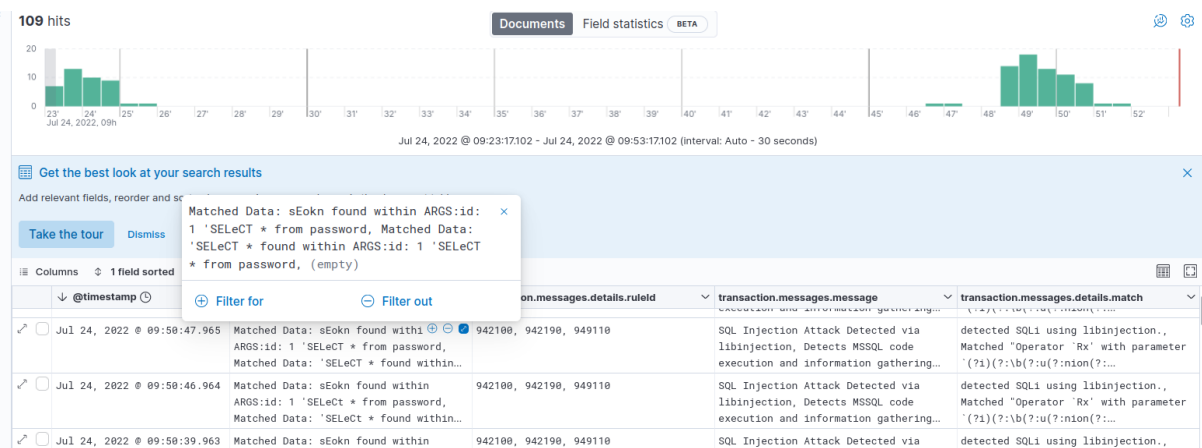 109 hits
Documents Field statistics BETA
20
10
0
23' 24' 25' 26' 27' 28' 29' 30' 31' 32' 33' 34' 35' 36' 37' 38' 39' 40' 41' 42' 43' 44' 45' 46' 47' 48' 49' 50' 51' 52'
Jul 24, 2022, 09h
Jul 24, 2022 @ 09:23:17.102 - Jul 24, 2022 @ 09:53:17.102 (interval: Auto - 30 seconds)
Get the best look at your search results
Add relevant fields, reorder and
Take the tour Dismiss
Matched Data: sEokn found within ARGS:id:
1 'SELeCT * from password, Matched Data:
'SELeCT * found within ARGS:id: 1 'SELeCT
* from password, (empty)
Filter for Filter out
Columns 1 field sorted
@timestamp on.messages.details.ruleId transaction.messages.message transaction.messages.details.match
execution and information gathering... `(?i)(?:\b(?:u(?:nion(?:...
Jul 24, 2022 @ 09:50:47.965 Matched Data: sEokn found withi 942100, 942190, 949110 SQL Injection Attack Detected via detected SQLi using libinjection.,
ARGS:id: 1 'SELeCT * from password, libinjection, Detects MSSQL code Matched "Operator `Rx' with parameter
Matched Data: 'SELeCT * found within... execution and information gathering... `(?i)(?:\b(?:u(?:nion(?:...
Jul 24, 2022 @ 09:50:46.964 Matched Data: sEokn found within 942100, 942190, 949110 SQL Injection Attack Detected via detected SQLi using libinjection.,
ARGS:id: 1 'SELeCt * from password, libinjection, Detects MSSQL code Matched "Operator `Rx' with parameter
Matched Data: 'SELeCt * found within... execution and information gathering... `(?i)(?:\b(?:u(?:nion(?:...
Jul 24, 2022 @ 09:50:39.963 Matched Data: sEokn found within 942100, 942190, 949110 SQL Injection Attack Detected via detected SQLi using libinjection.,